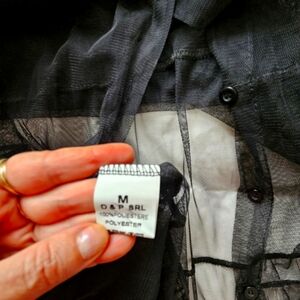 M
D & P SRL
100%POLIESTERE
POLYESTER